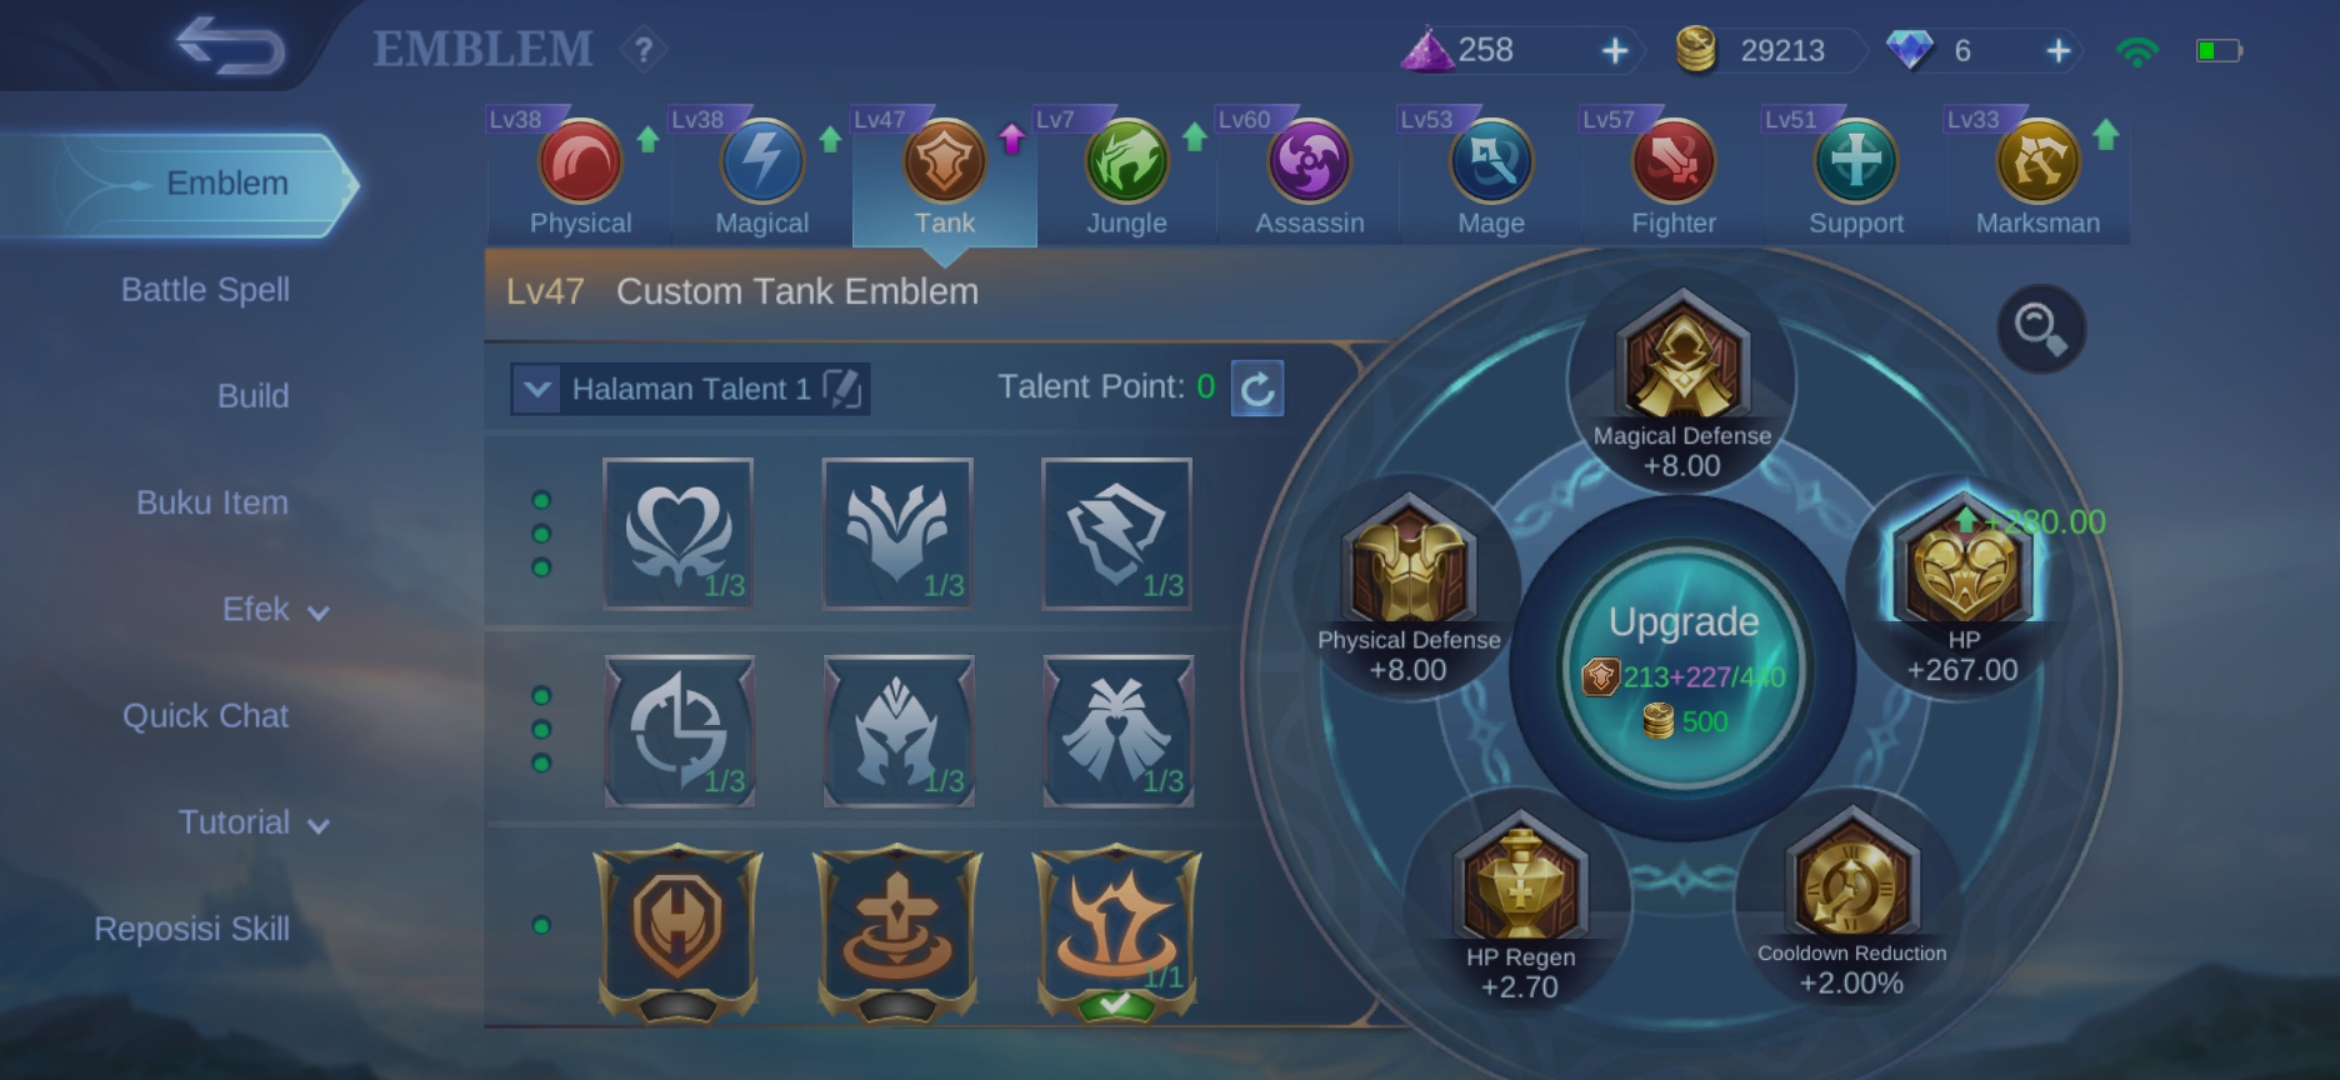 EMBLEM ?
258
29213
6
Lv38
Lv38
Lv47
Lv7
Lv60
Lv53
Lv57
Lv51
Lv33
Physical
Magical
Tank
Jungle
Assassin
Mage
Fighter
Support
Marksman
Emblem
Battle Spell
Build
Buku Item
Efek
Quick Chat
Tutorial
Reposisi Skill
Lv47 Custom Tank Emblem
Halaman Talent 1
Talent Point: 0
1/3
1/3
1/3
1/3
1/3
1/3
1/1
Magical Defense
+8.00
Physical Defense
+8.00
+280.00
HP
+267.00
Upgrade
213+227/440
500
HP Regen
+2.70
Cooldown Reduction
+2.00%